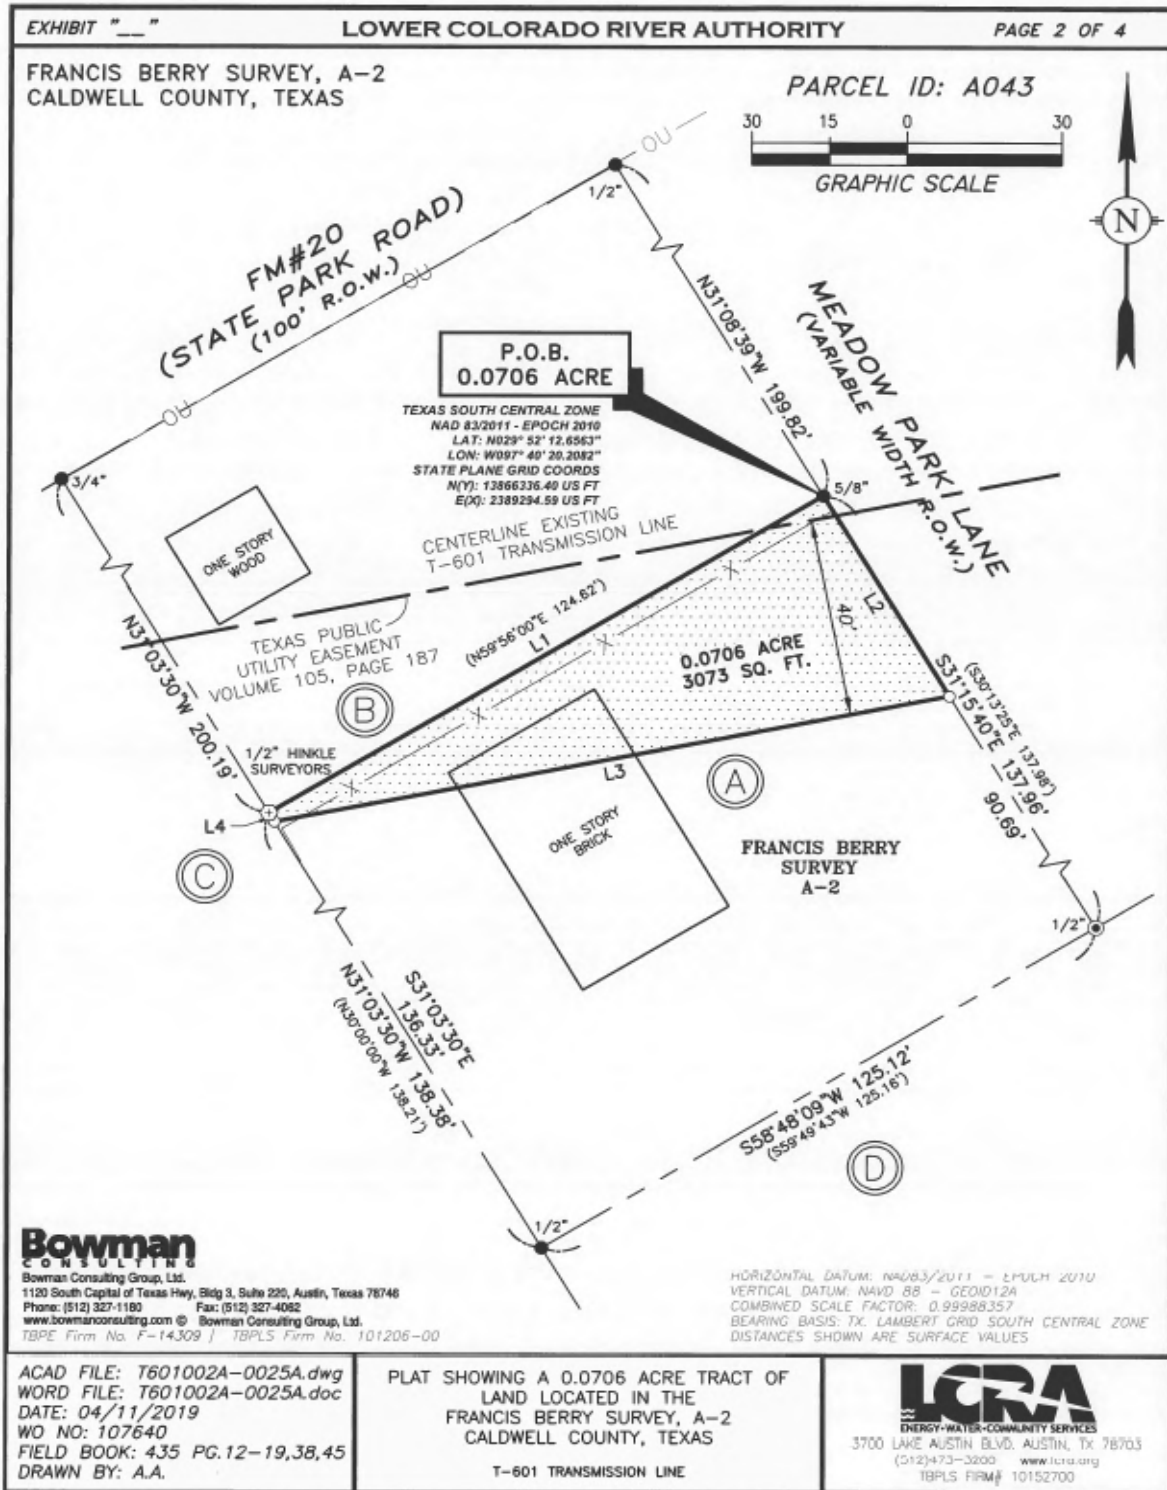 EXHIBIT "__"
LOWER COLORADO RIVER AUTHORITY
PAGE 2 OF 4
FRANCIS BERRY SURVEY, A-2
CALDWELL COUNTY, TEXAS
PARCEL ID: A043
30 15 0 30
GRAPHIC SCALE
N
OU
1/2"
FM#20
(STATE PARK ROAD)
(100' R.O.W.)
OU
OU
N31°08'39"W 199.82'
MEADOW PARK LANE
(VARIABLE WIDTH R.O.W.)
P.O.B.
0.0706 ACRE
TEXAS SOUTH CENTRAL ZONE
NAD 83/2011 - EPOCH 2010
LAT: N029° 52' 12.6563"
LON: W097° 40' 20.2082"
STATE PLANE GRID COORDS
N(Y): 13866336.40 US FT
E(X): 2389294.59 US FT
3/4"
5/8"
ONE STORY
WOOD
CENTERLINE EXISTING
T-601 TRANSMISSION LINE
N31°03'30"W 200.19'
TEXAS PUBLIC
UTILITY EASEMENT
VOLUME 105, PAGE 187
(N59°56'00"E 124.62')
L1
L2
40'
0.0706 ACRE
3073 SQ. FT.
B
1/2" HINKLE
SURVEYORS
L4
C
L3
A
(S30°13'25"E 137.98')
S31°15'40"E 137.96'
90.69'
ONE STORY
BRICK
FRANCIS BERRY
SURVEY
A-2
1/2"
S31°03'30"E
136.33'
N31°03'30"W 138.38'
(N30°00'00"W 138.21')
S58°48'09"W 125.12'
(S59°49'43"W 125.16')
D
1/2"
Bowman
CONSULTING
Bowman Consulting Group, Ltd.
1120 South Capital of Texas Hwy, Bldg 3, Suite 220, Austin, Texas 78746
Phone: (512) 327-1180 Fax: (512) 327-4062
www.bowmanconsulting.com © Bowman Consulting Group, Ltd.
TBPE Firm No. F-14309 | TBPLS Firm No. 101206-00
HORIZONTAL DATUM: NAD83/2011 - EPOCH 2010
VERTICAL DATUM: NAVD 88 - GEOID12A
COMBINED SCALE FACTOR: 0.99988357
BEARING BASIS: TX. LAMBERT GRID SOUTH CENTRAL ZONE
DISTANCES SHOWN ARE SURFACE VALUES
ACAD FILE: T601002A-0025A.dwg
WORD FILE: T601002A-0025A.doc
DATE: 04/11/2019
WO NO: 107640
FIELD BOOK: 435 PG.12-19,38,45
DRAWN BY: A.A.
PLAT SHOWING A 0.0706 ACRE TRACT OF
LAND LOCATED IN THE
FRANCIS BERRY SURVEY, A-2
CALDWELL COUNTY, TEXAS
T-601 TRANSMISSION LINE
LCRA
ENERGY•WATER•COMMUNITY SERVICES
3700 LAKE AUSTIN BLVD. AUSTIN, TX 78703
(512)473-3200 www.lcra.org
TBPLS FIRM# 10152700